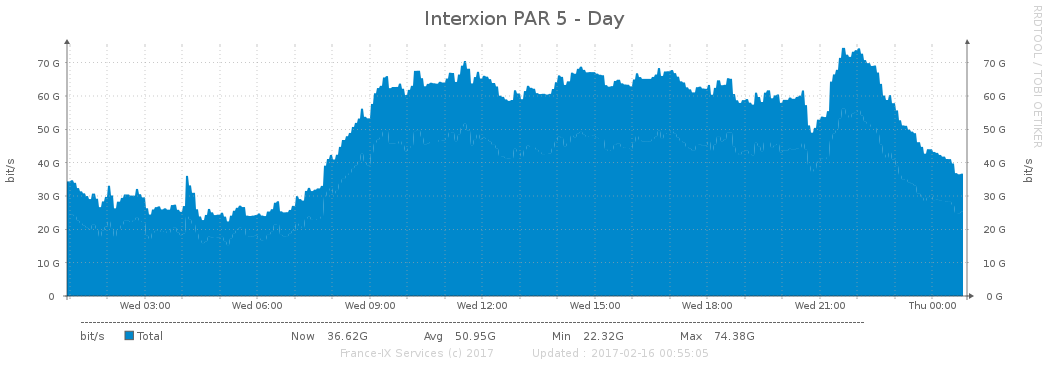 Interxion PAR 5 - Day
RRDTOOL / TOBI OETIKER
bit/s
70 G
60 G
50 G
40 G
30 G
20 G
10 G
0
70 G
60 G
50 G
40 G
30 G
20 G
10 G
0 G
bit/s
Wed 03:00 Wed 06:00 Wed 09:00 Wed 12:00 Wed 15:00 Wed 18:00 Wed 21:00 Thu 00:00
bit/s Total Now 36.62G Avg 50.95G Min 22.32G Max 74.38G
France-IX Services (c) 2017 Updated : 2017-02-16 00:55:05